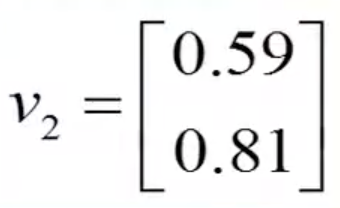 v₂ = [0.59
0.81]